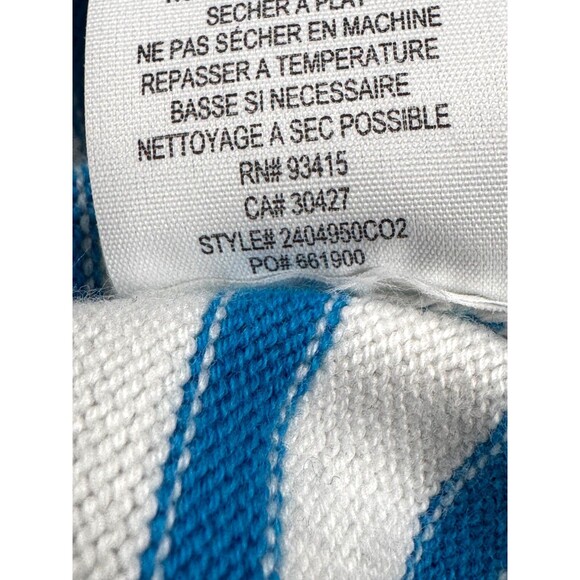 SÉCHER À PLAT
NE PAS SÉCHER EN MACHINE
REPASSER A TEMPERATURE
BASSE SI NECESSAIRE
NETTOYAGE A SEC POSSIBLE
RN# 93415
CA# 30427
STYLE# 2404950CO2
PO# 661900